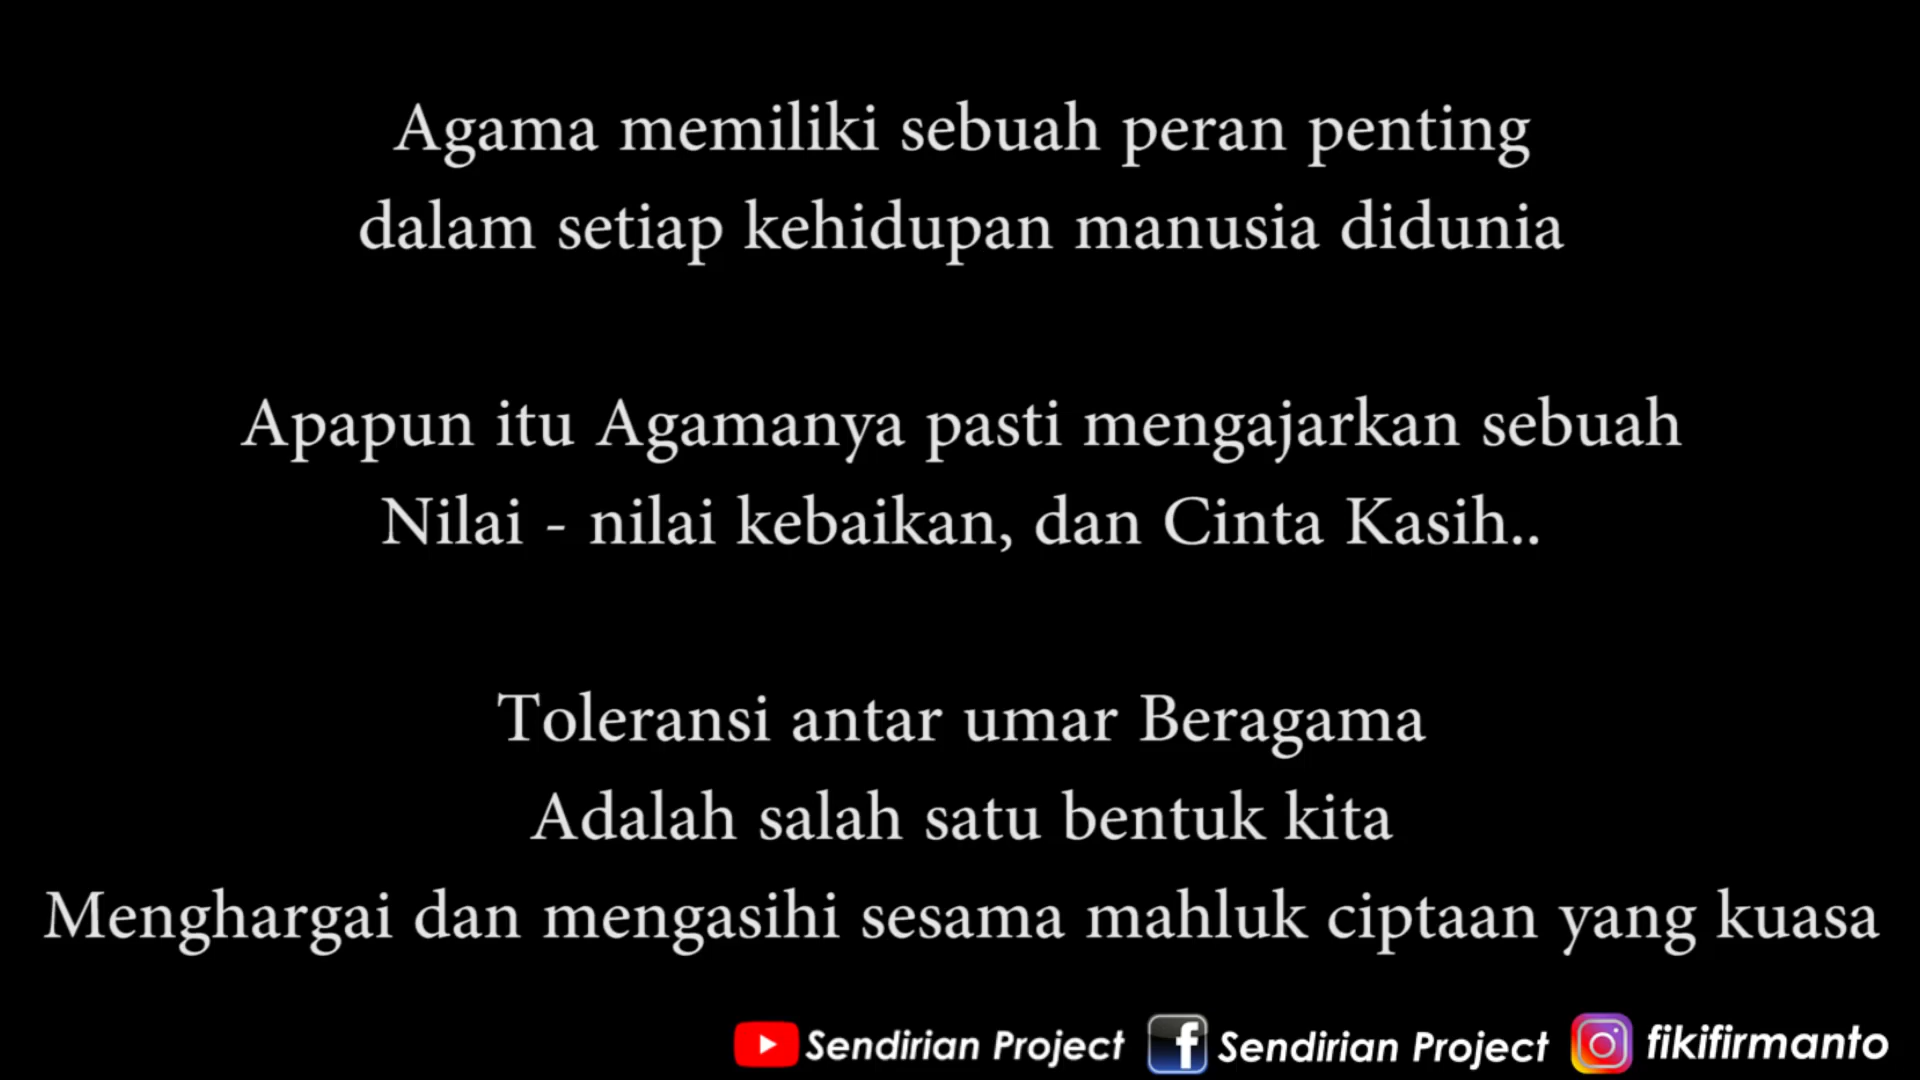 Agama memiliki sebuah peran penting
dalam setiap kehidupan manusia didunia
Apapun itu Agamanya pasti mengajarkan sebuah
Nilai - nilai kebaikan, dan Cinta Kasih..
Toleransi antar umar Beragama
Adalah salah satu bentuk kita
Menghargai dan mengasihi sesama mahluk ciptaan yang kuasa
Sendirian Project f Sendirian Project fikifirmanto